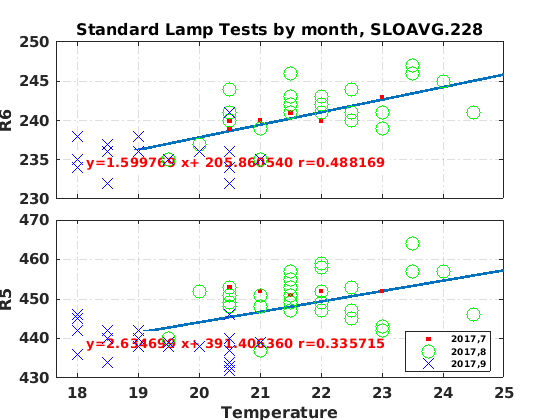 Standard Lamp Tests by month, SLOAVG.228
250
245
240
235
230
R6
y=1.599769 x+ 205.860540 r=0.488169
470
460
450
440
430
R5
y=2.634699 x+ 391.406360 r=0.335715
2017,7
2017,8
2017,9
18 19 20 21 22 23 24 25
Temperature